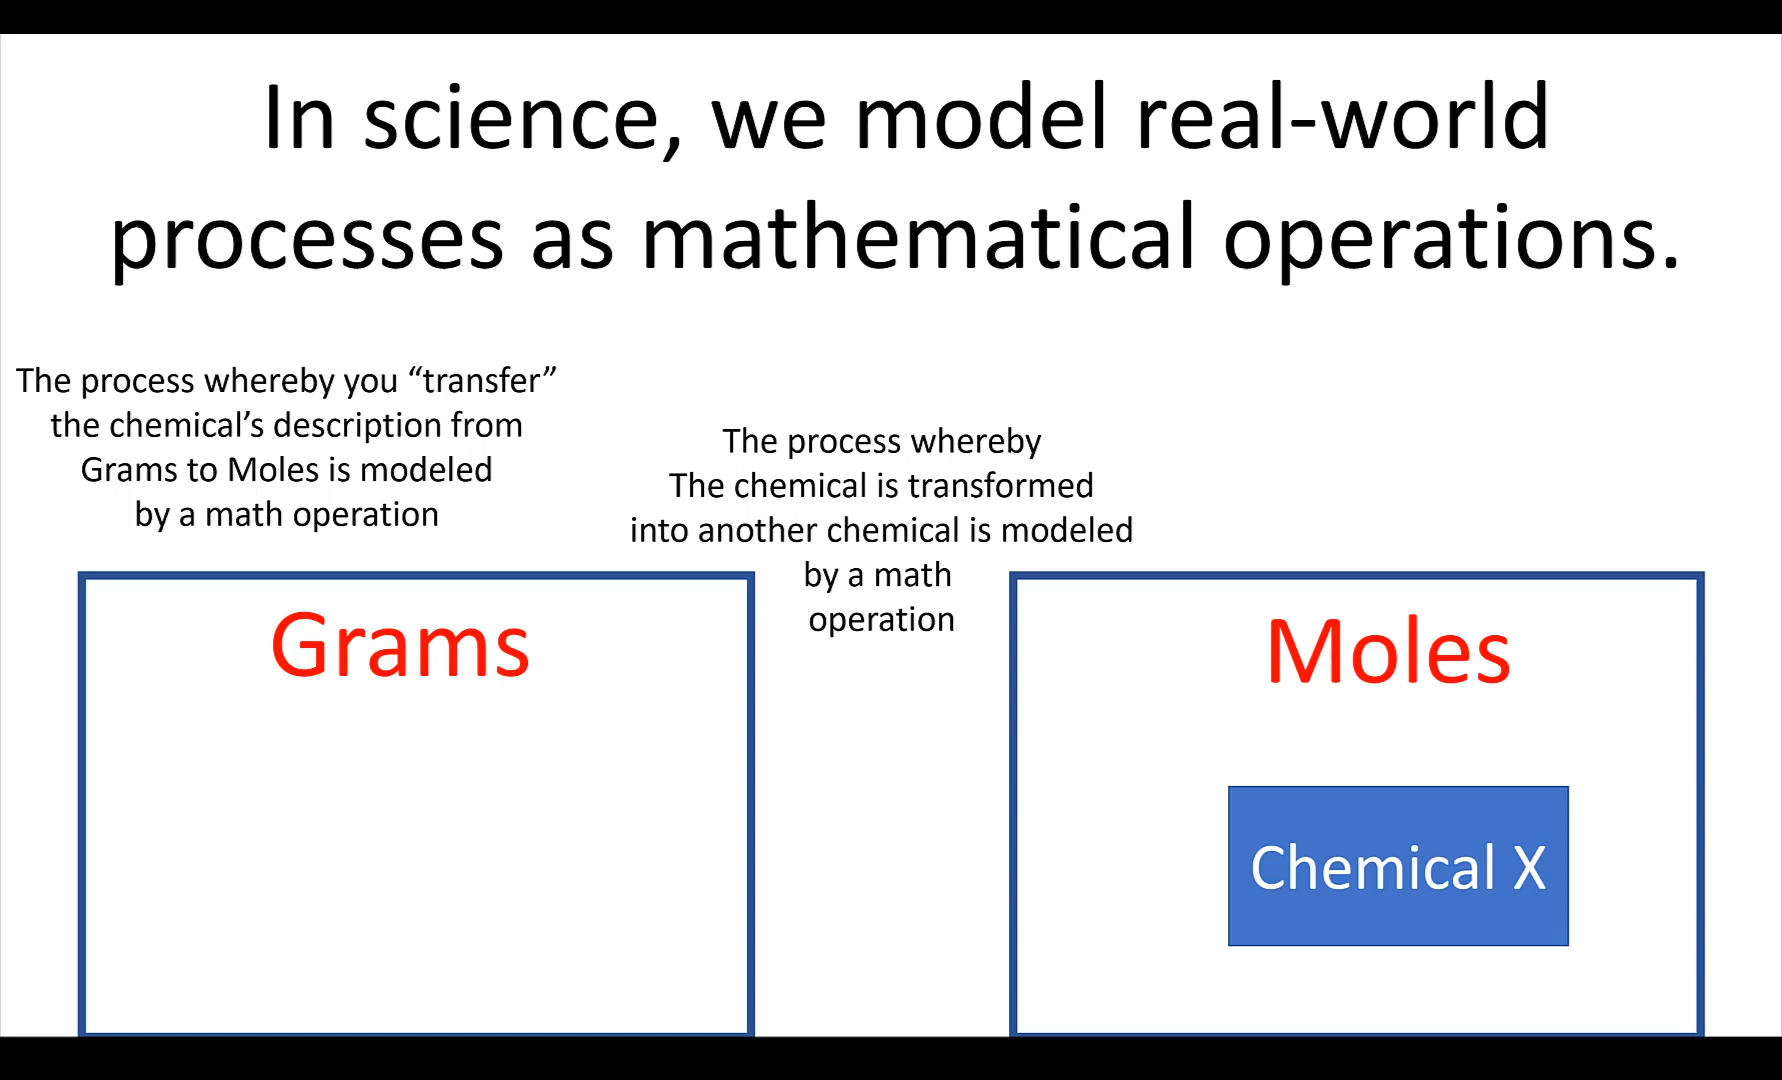 In science, we model real-world
processes as mathematical operations.
The process whereby you “transfer”
the chemical’s description from
Grams to Moles is modeled
by a math operation
The process whereby
The chemical is transformed
into another chemical is modeled
by a math
operation
Grams
Moles
Chemical X